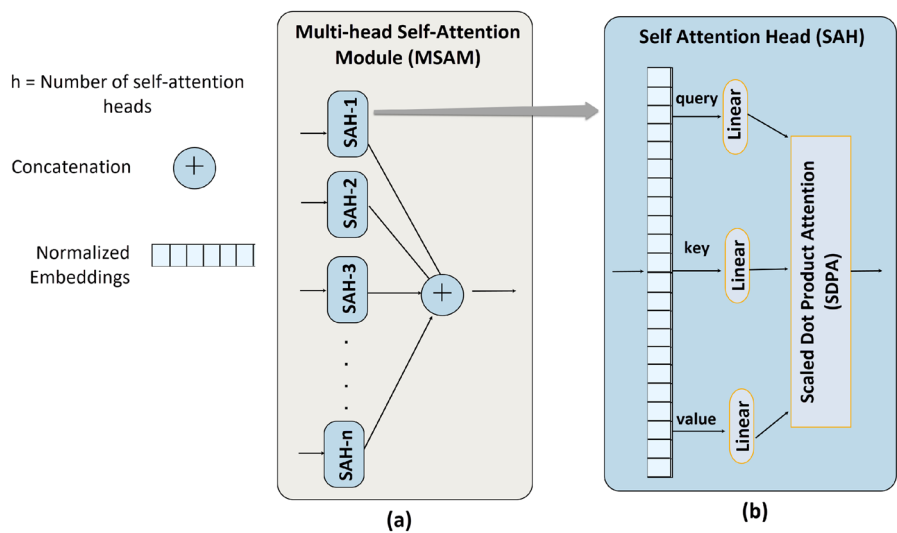 h = Number of self-attention
heads
Concatenation
+
Normalized
Embeddings
Multi-head Self-Attention
Module (MSAM)
SAH-1
SAH-2
SAH-3
SAH-n
+
(a)
Self Attention Head (SAH)
query
Linear
key
Linear
value
Linear
Scaled Dot Product Attention
(SDPA)
(b)